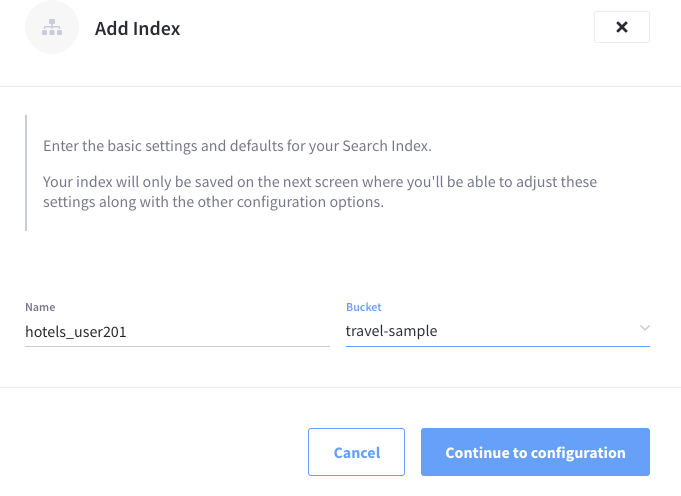 Add Index
Enter the basic settings and defaults for your Search Index.
Your index will only be saved on the next screen where you'll be able to adjust these
settings along with the other configuration options.
Name
Bucket
hotels_user201
travel-sample
Cancel
Continue to configuration